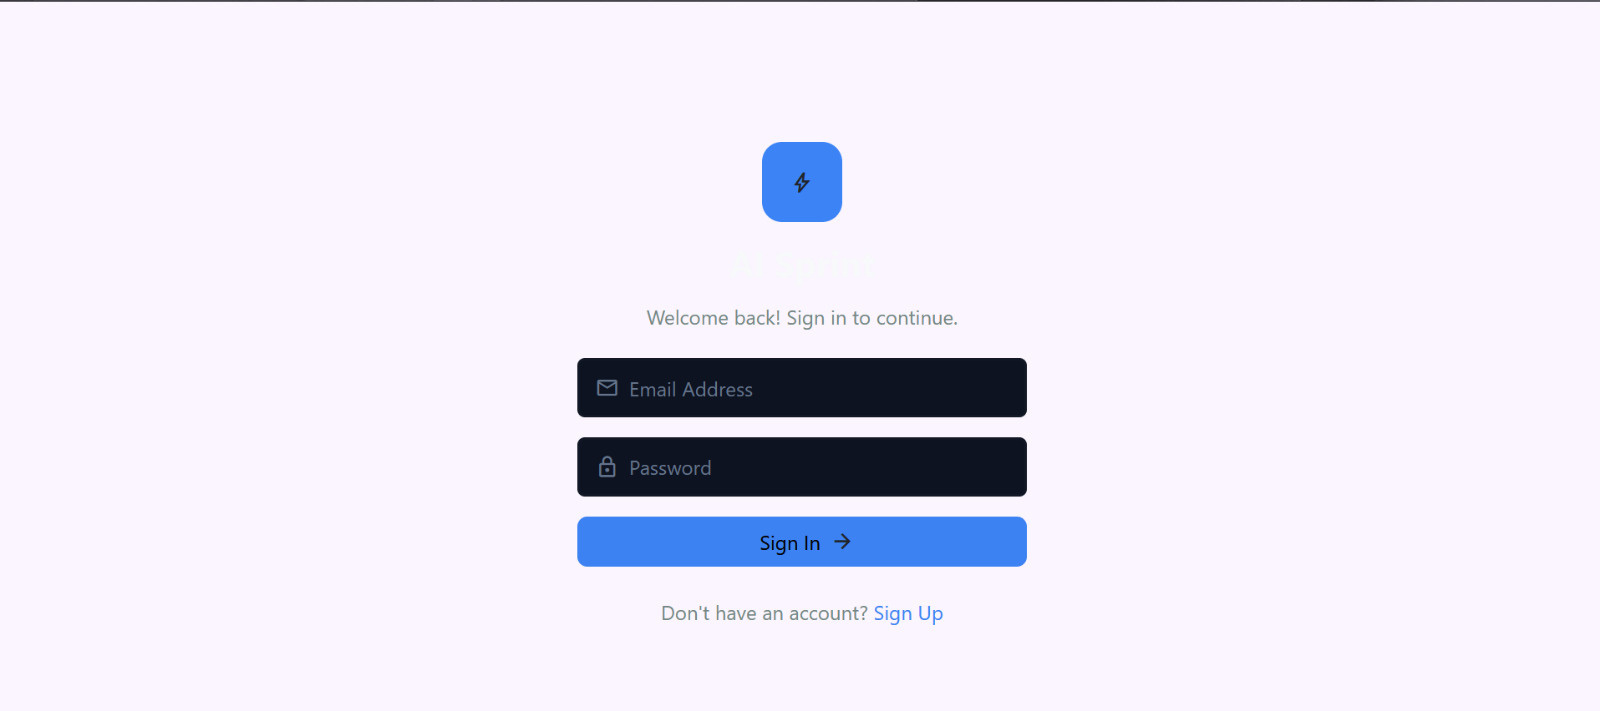 Welcome back! Sign in to continue.
Email Address
Password
Sign In
Don't have an account? Sign Up